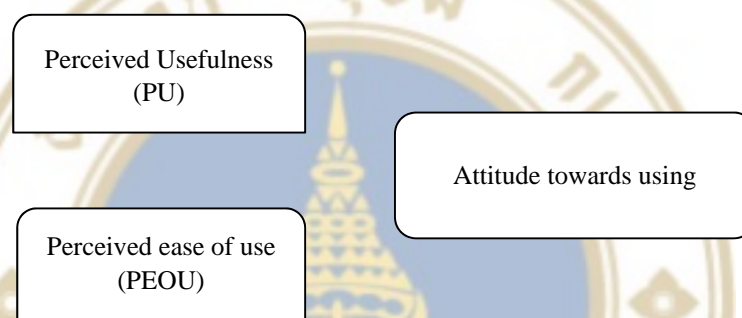 Perceived Usefulness
(PU)
Attitude towards using
Perceived ease of use
(PEOU)